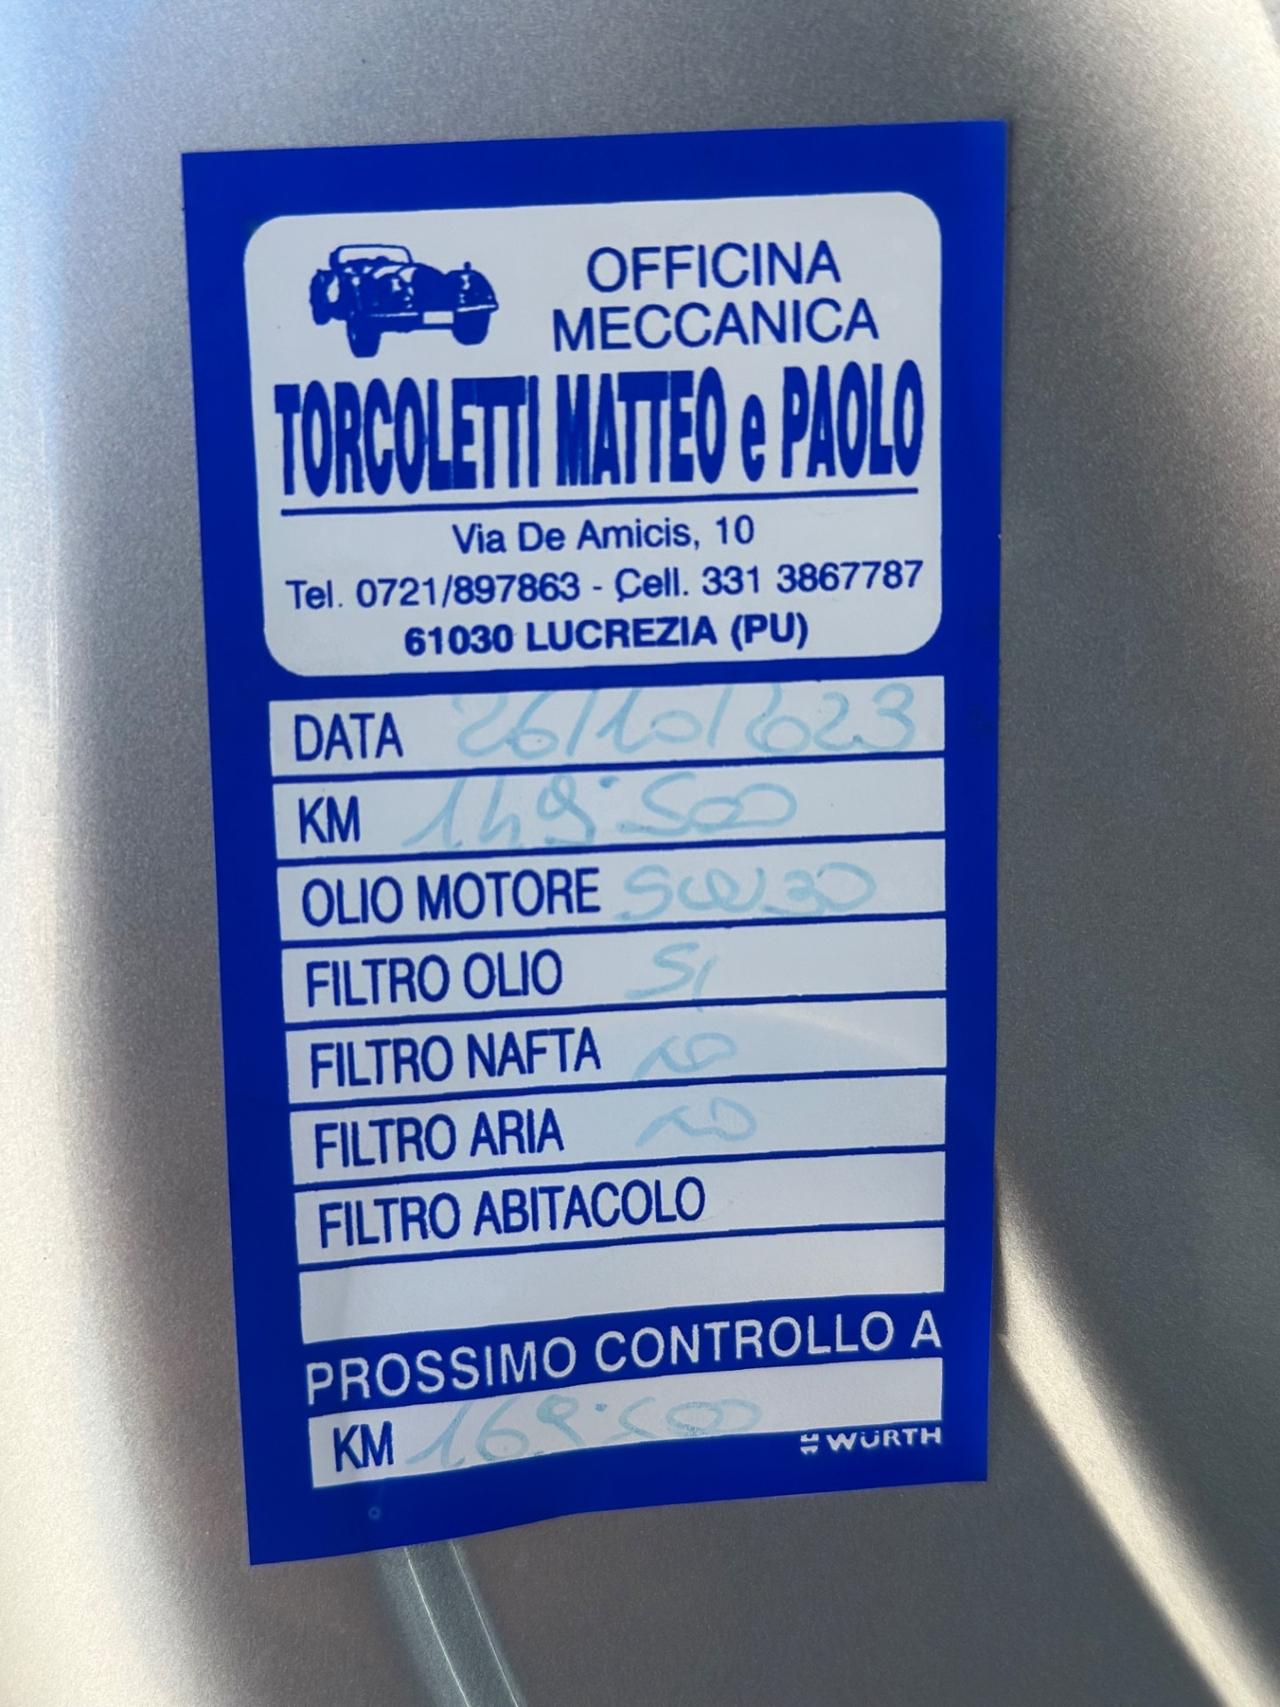 OFFICINA
MECCANICA
TORCOLETTI MATTEO e PAOLO
Via De Amicis, 10
Tel. 0721/897863 - Cell. 331 3867787
61030 LUCREZIA (PU)
DATA 26/10/2023
KM 149.500
OLIO MOTORE 5W30
FILTRO OLIO SI
FILTRO NAFTA NO
FILTRO ARIA NO
FILTRO ABITACOLO
PROSSIMO CONTROLLO A
KM 169.500
WÜRTH